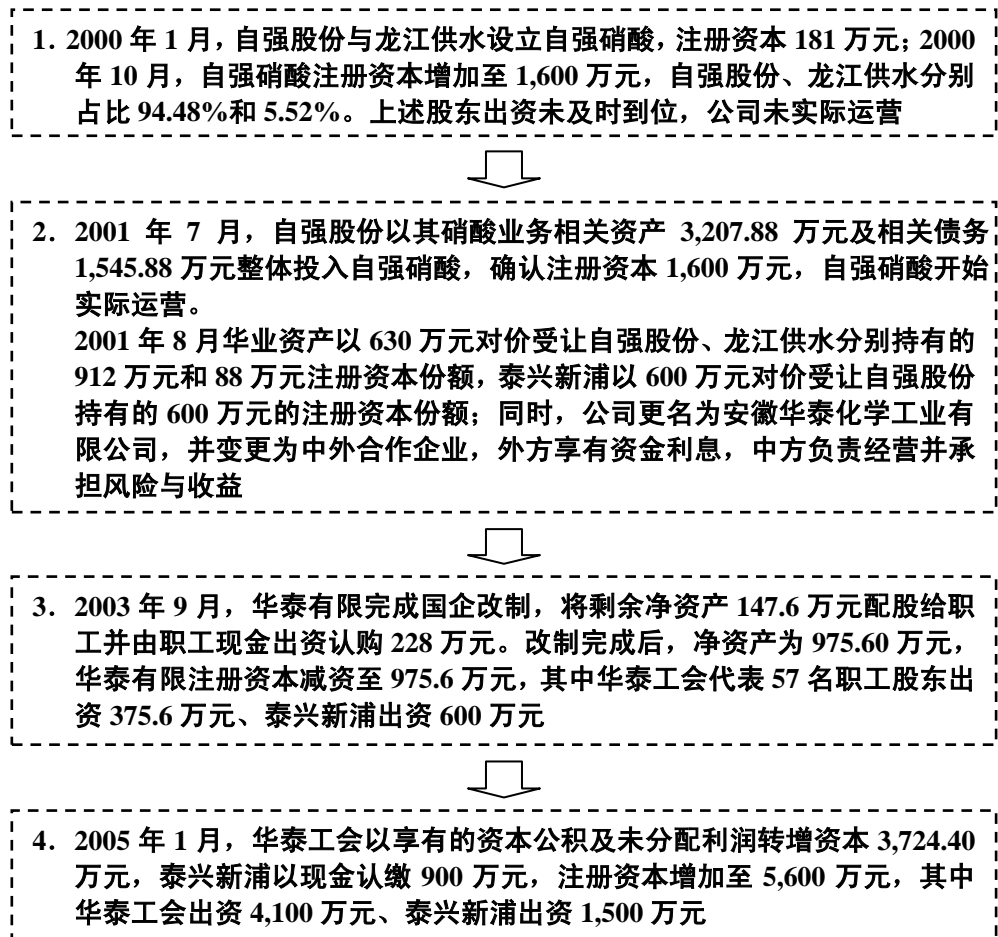 1. 2000 年 1 月，自强股份与龙江供水设立自强硝酸，注册资本 181 万元；2000
年 10 月，自强硝酸注册资本增加至 1,600 万元，自强股份、龙江供水分别
占比 94.48%和 5.52%。上述股东出资未及时到位，公司未实际运营
2. 2001 年 7 月，自强股份以其硝酸业务相关资产 3,207.88 万元及相关债务
1,545.88 万元整体投入自强硝酸，确认注册资本 1,600 万元，自强硝酸开始
实际运营。
2001 年 8 月华业资产以 630 万元对价受让自强股份、龙江供水分别持有的
912 万元和 88 万元注册资本份额，泰兴新浦以 600 万元对价受让自强股份
持有的 600 万元的注册资本份额；同时，公司更名为安徽华泰化学工业有
限公司，并变更为中外合作企业，外方享有资金利息，中方负责经营并承
担风险与收益
3. 2003 年 9 月，华泰有限完成国企改制，将剩余净资产 147.6 万元配股给职
工并由职工现金出资认购 228 万元。改制完成后，净资产为 975.60 万元，
华泰有限注册资本减资至 975.6 万元，其中华泰工会代表 57 名职工股东出
资 375.6 万元、泰兴新浦出资 600 万元
4. 2005 年 1 月，华泰工会以享有的资本公积及未分配利润转增资本 3,724.40
万元，泰兴新浦以现金认缴 900 万元，注册资本增加至 5,600 万元，其中
华泰工会出资 4,100 万元、泰兴新浦出资 1,500 万元